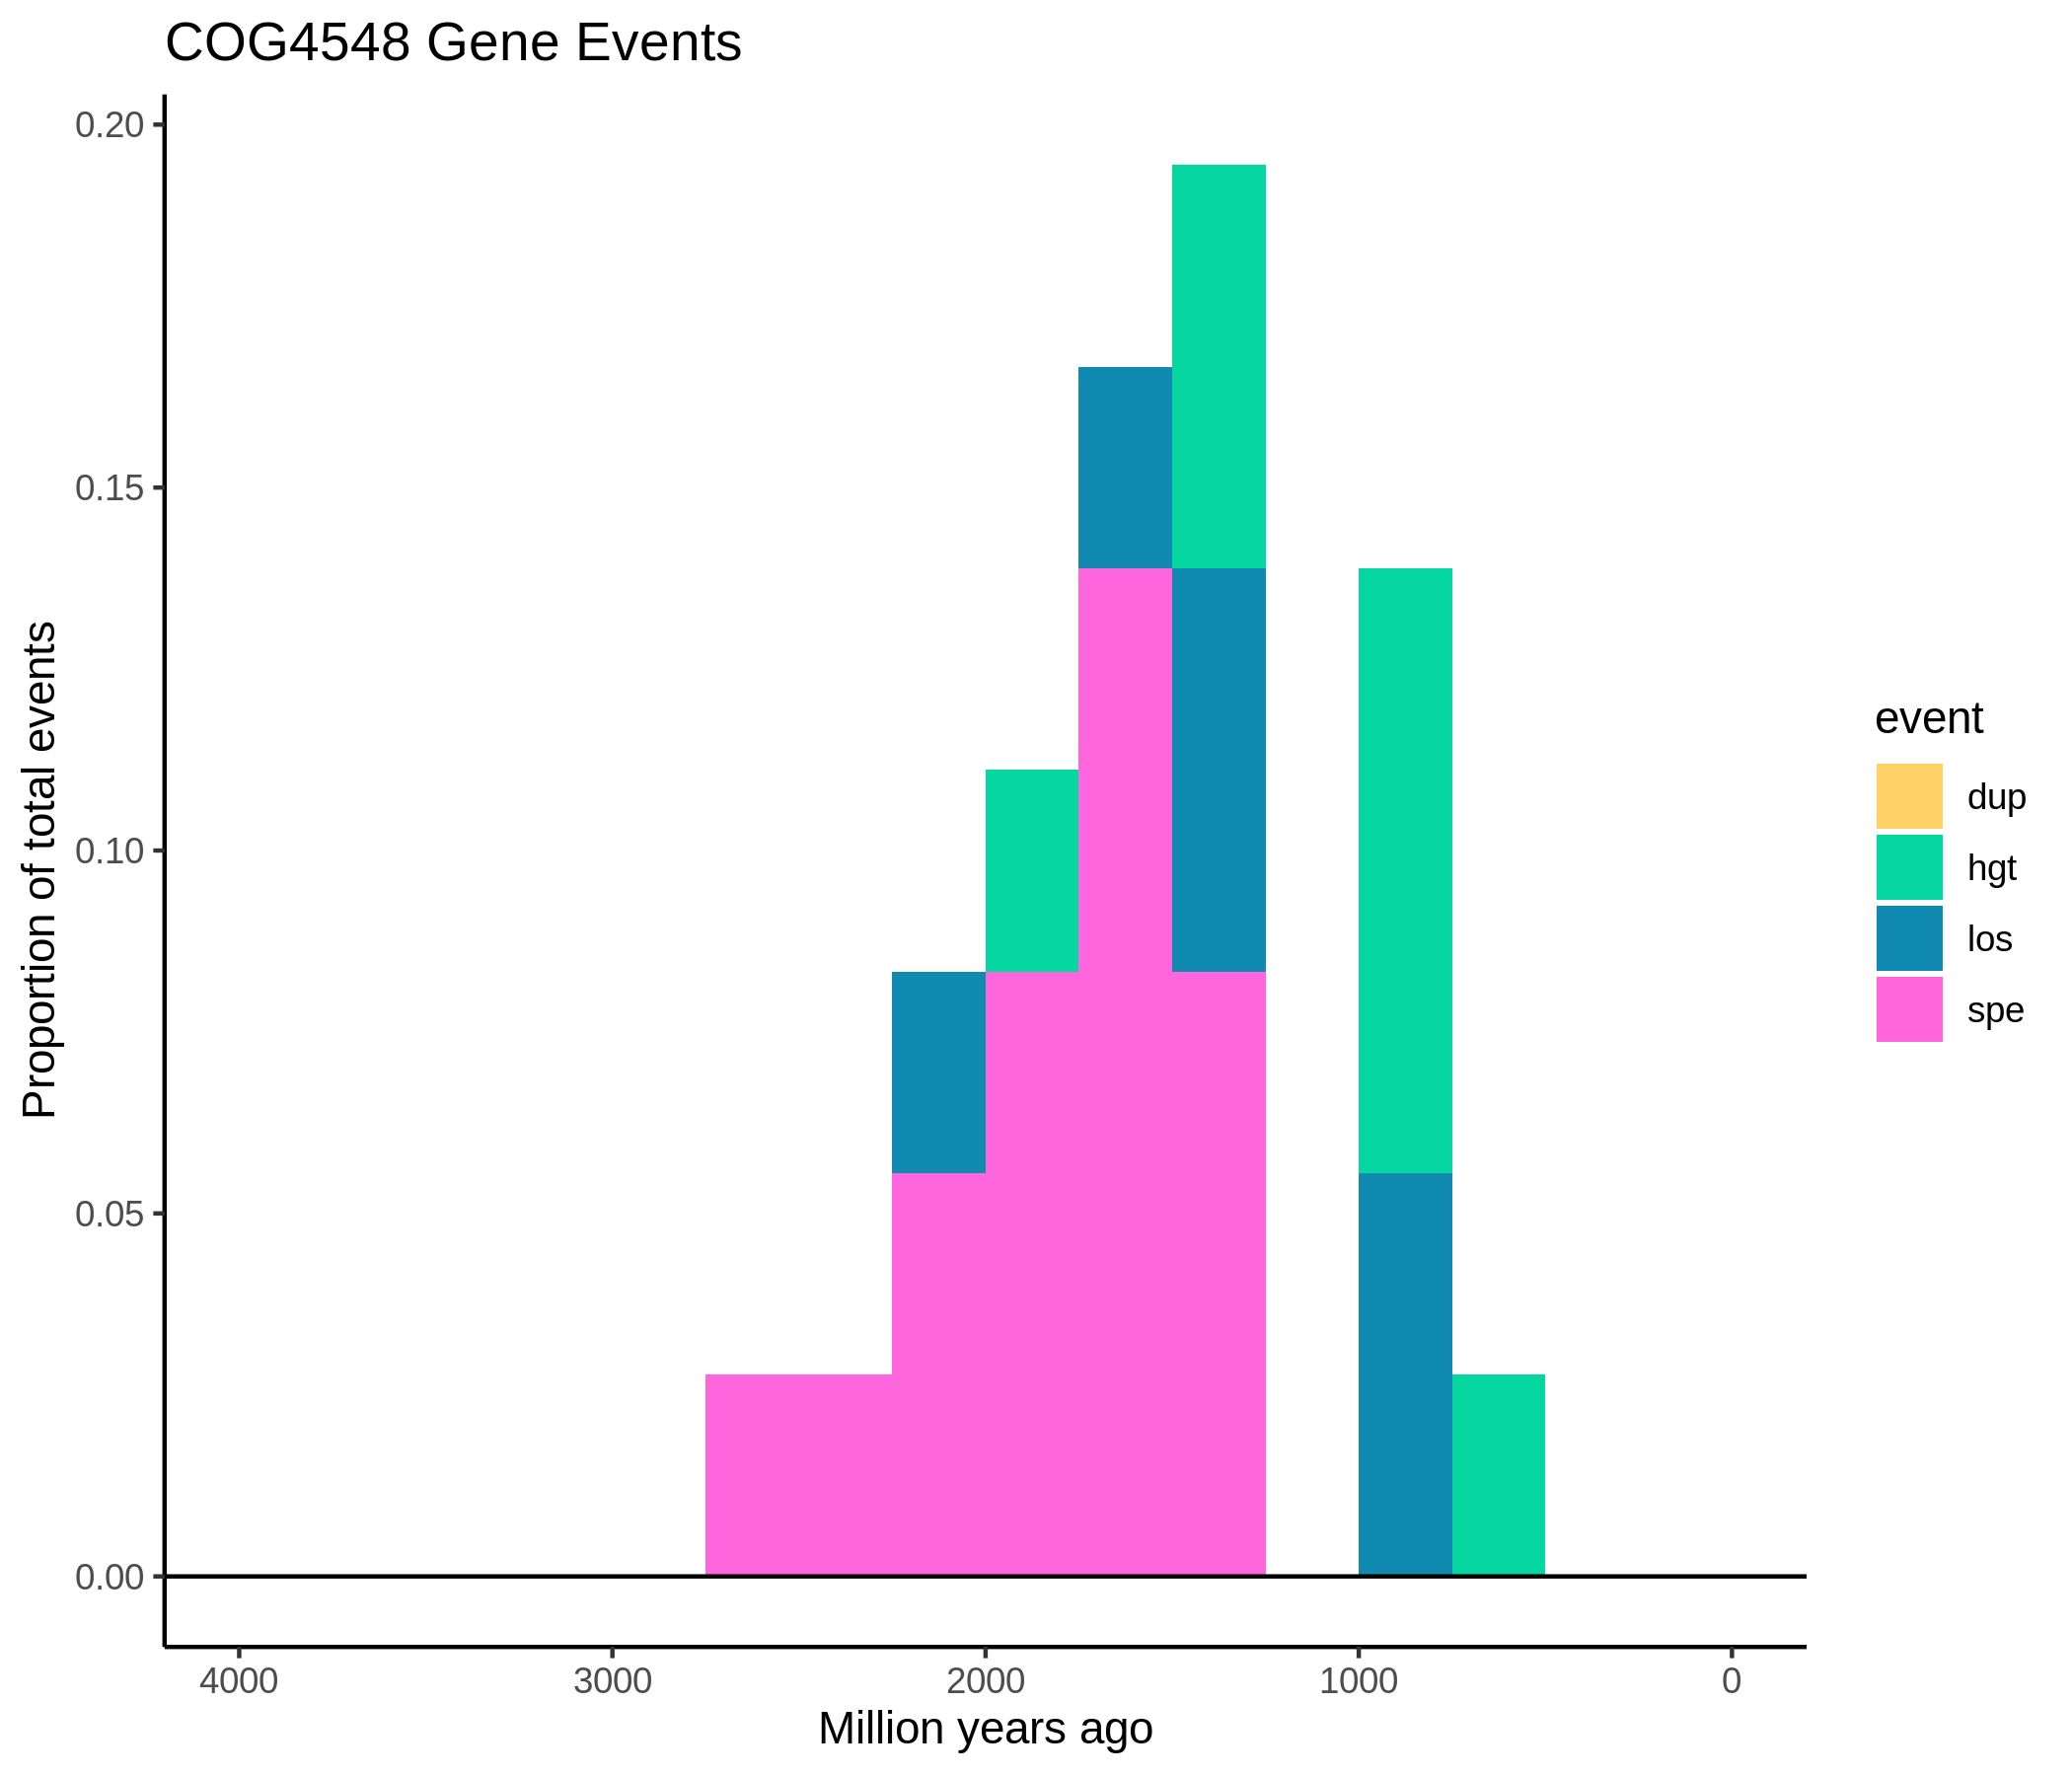 COG4548 Gene Events
Proportion of total events
0.20
0.15
0.10
0.05
0.00
4000
3000
2000
1000
0
Million years ago
event
dup
hgt
los
spe